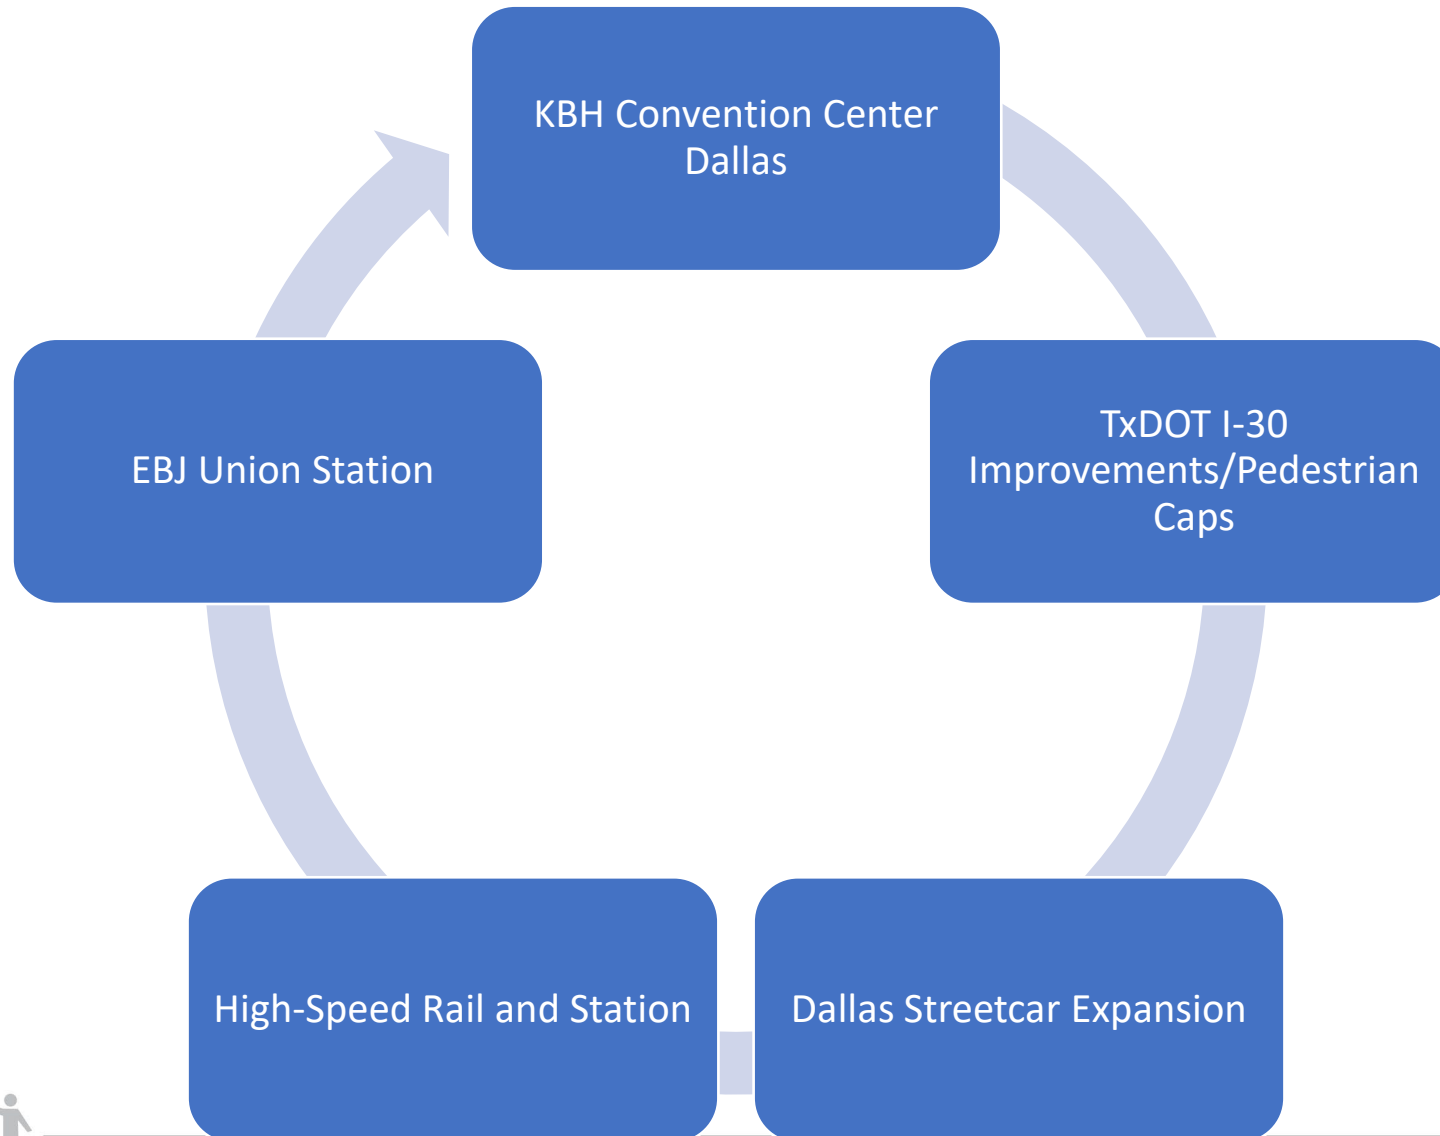 KBH Convention Center
Dallas
TxDOT I-30
Improvements/Pedestrian
Caps
Dallas Streetcar Expansion
High-Speed Rail and Station
EBJ Union Station